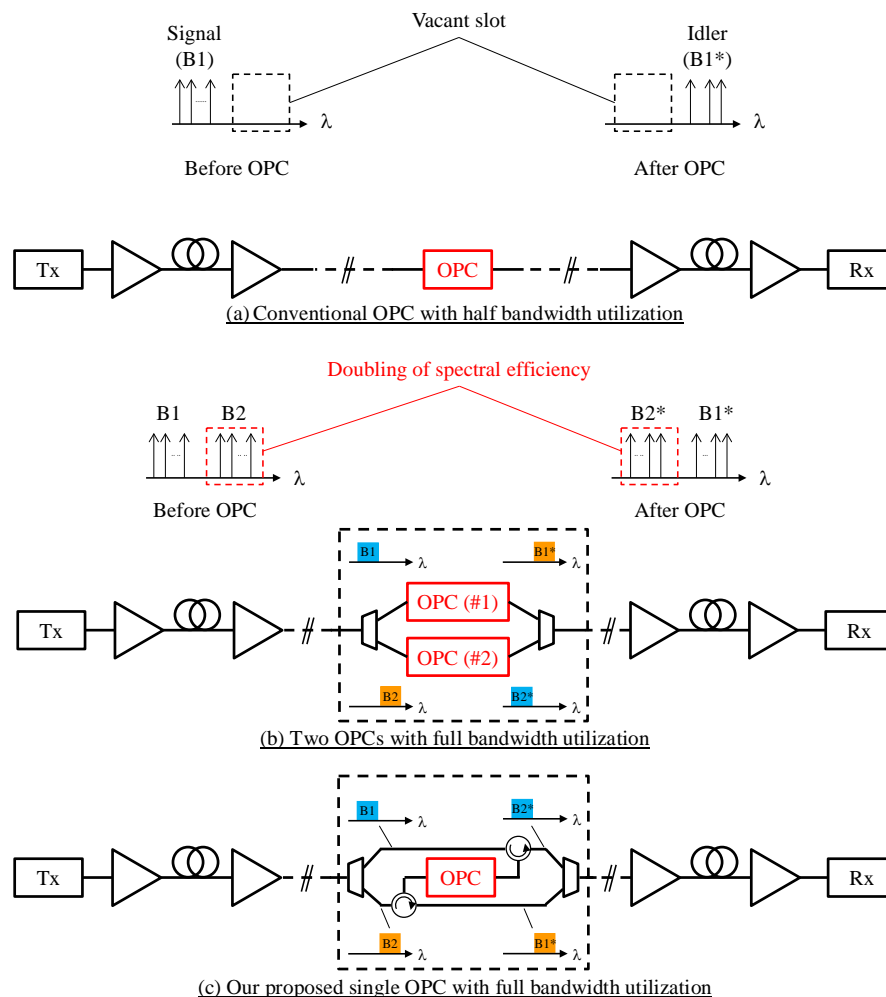 Vacant slot
Signal
(B1)
Idler
(B1*)
.....
λ
λ
Before OPC
After OPC
Tx
OPC
Rx
(a) Conventional OPC with half bandwidth utilization
Doubling of spectral efficiency
B1
B2
B2*
B1*
λ
λ
Before OPC
After OPC
B1
λ
B1*
λ
Tx
OPC (#1)
OPC (#2)
Rx
B2
λ
B2*
λ
(b) Two OPCs with full bandwidth utilization
B1
λ
B2*
λ
Tx
OPC
Rx
B2
λ
B1*
λ
(c) Our proposed single OPC with full bandwidth utilization